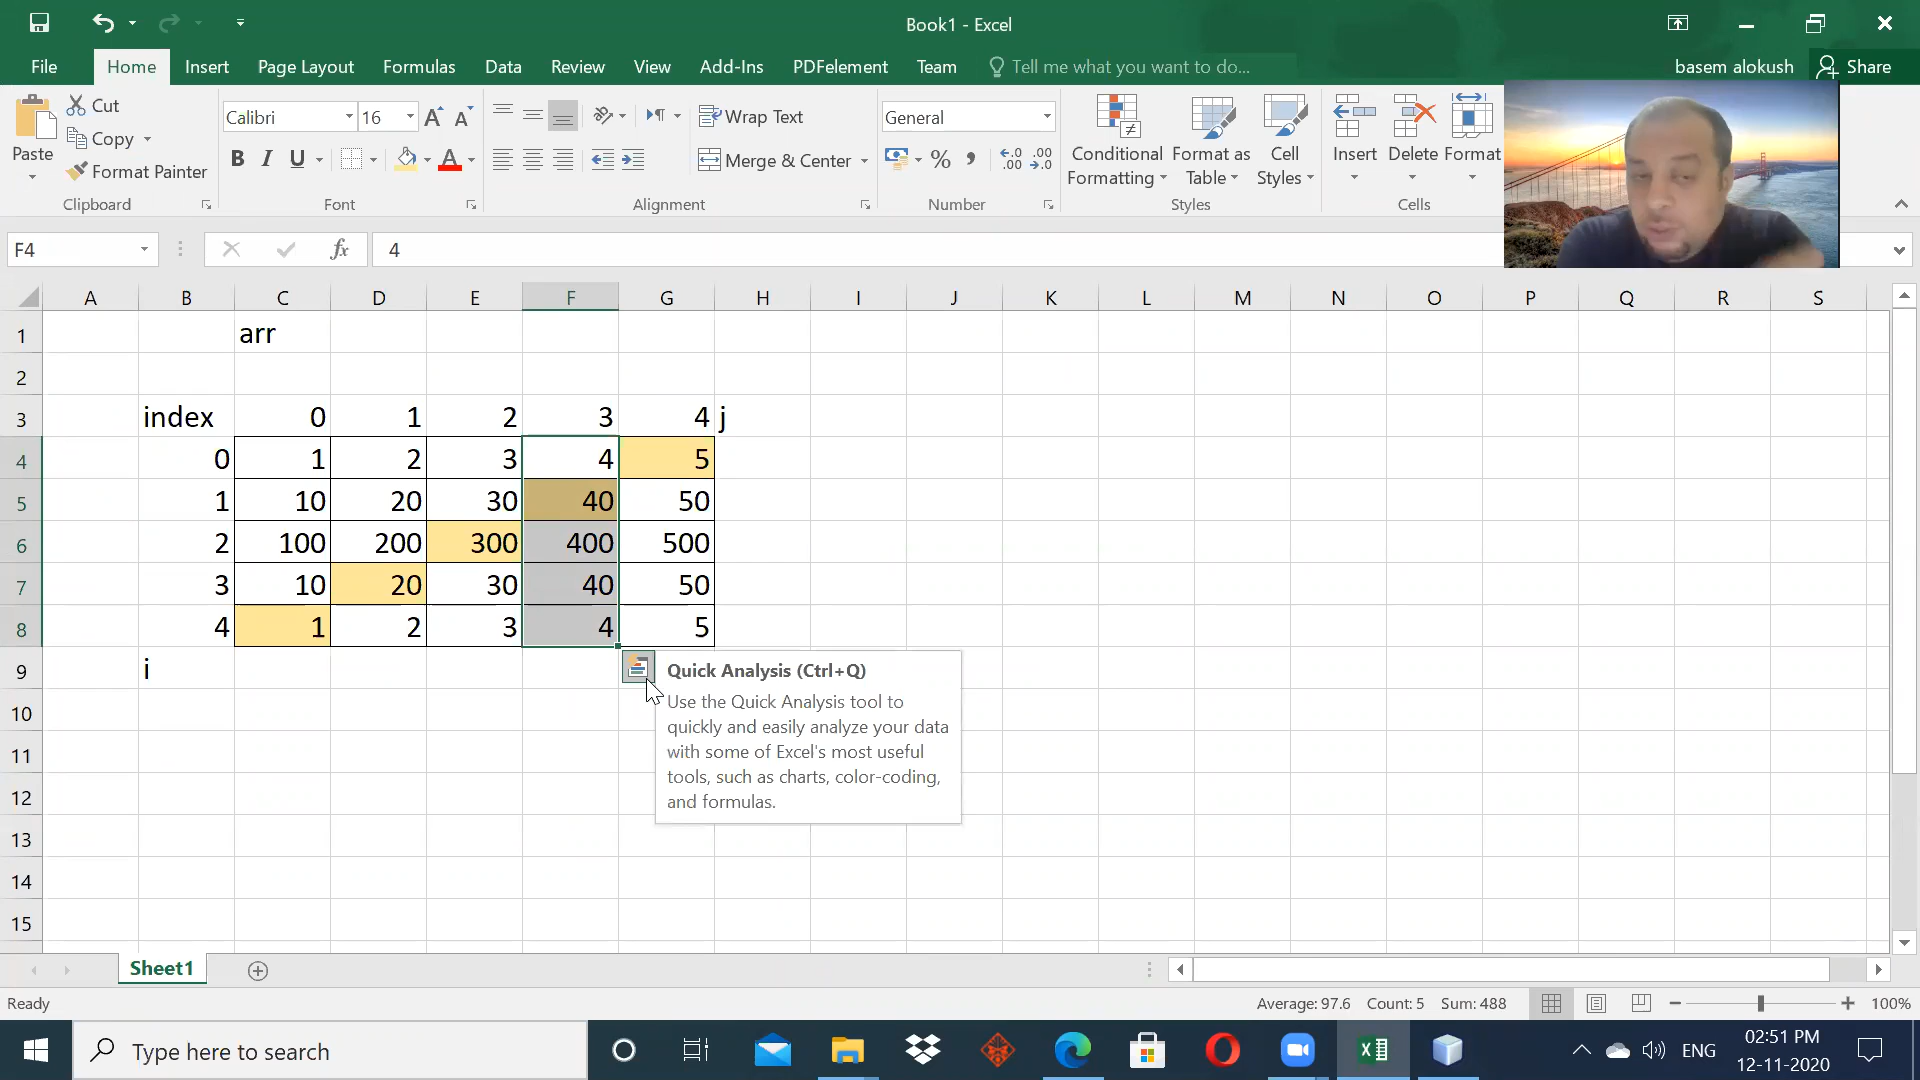 Book1 - Excel
File Home Insert Page Layout Formulas Data Review View Add-Ins PDFelement Team Tell me what you want to do... basem alokush Share
Paste
Cut
Copy
Format Painter
Clipboard
Calibri 16
B I U A
Font
Wrap Text
Merge & Center
Alignment
General
%
Number
Conditional Formatting
Format as Table
Cell Styles
Styles
Insert Delete Format
Cells
F4 fx 4
A B C D E F G H I J K L M N O P Q R S
1 arr
2
3 index 0 1 2 3 4 j
4 0 1 2 3 4 5
5 1 10 20 30 40 50
6 2 100 200 300 400 500
7 3 10 20 30 40 50
8 4 1 2 3 4 5
9 i
10
11
12
13
14
15
Quick Analysis (Ctrl+Q)
Use the Quick Analysis tool to
quickly and easily analyze your data
with some of Excel's most useful
tools, such as charts, color-coding,
and formulas.
Sheet1
Ready Average: 97.6 Count: 5 Sum: 488 100%
Type here to search
ENG
02:51 PM
12-11-2020